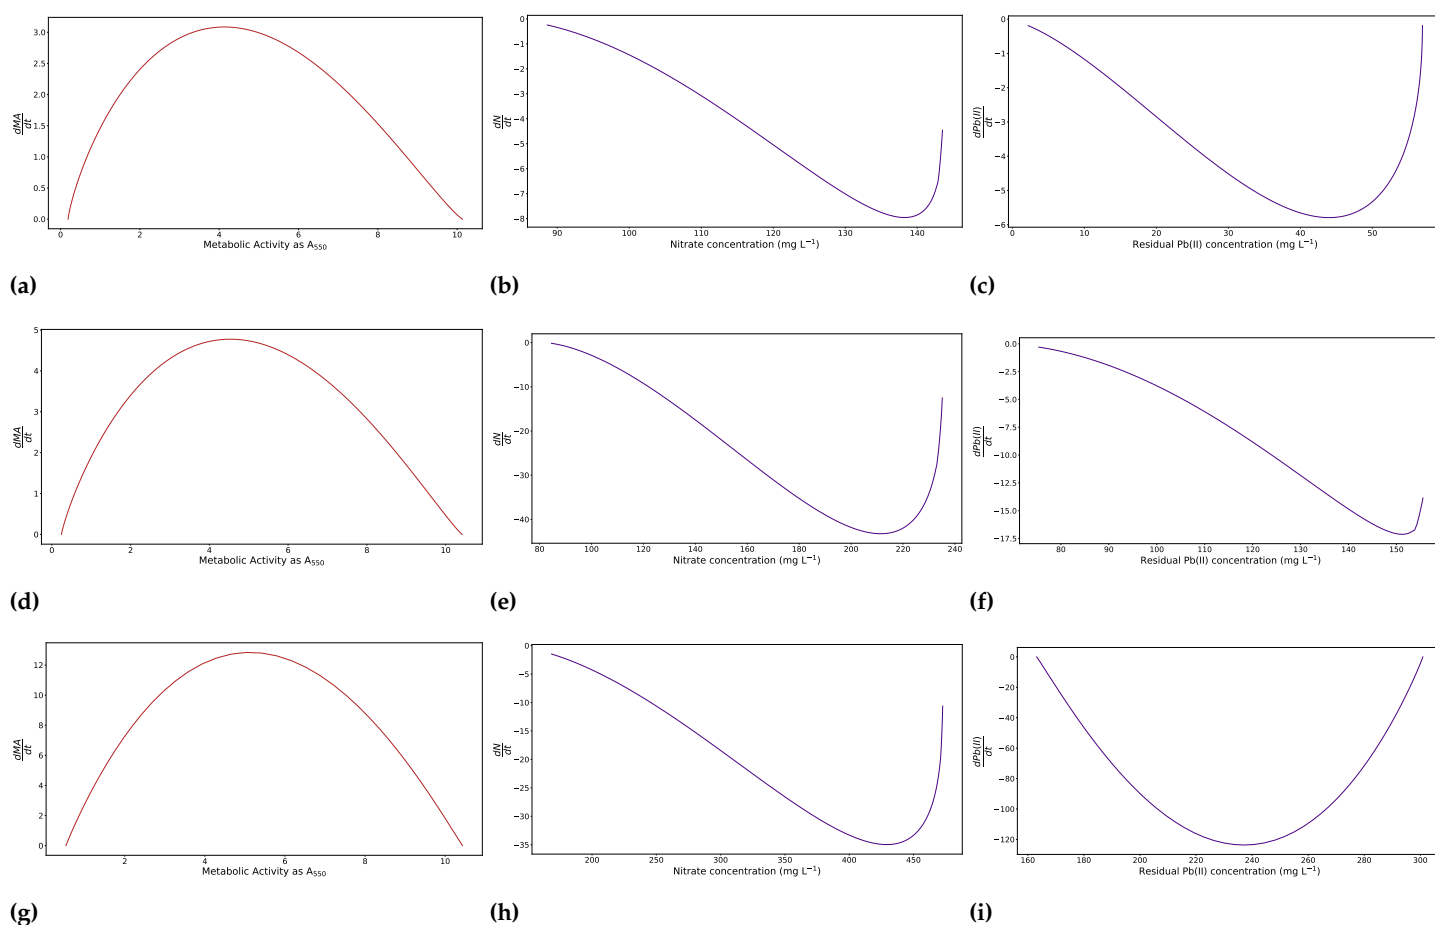 3.0
2.5
2.0
1.5
1.0
0.5
0.0
dMA
dt
0 2 4 6 8 10
Metabolic Activity as A₅₅₀
(a)
0
−1
−2
−3
−4
−5
−6
−7
−8
dN
dt
90 100 110 120 130 140
Nitrate concentration (mg L⁻¹)
(b)
0
−1
−2
−3
−4
−5
−6
dPb(II)
dt
0 10 20 30 40 50
Residual Pb(II) concentration (mg L⁻¹)
(c)
5
4
3
2
1
0
dMA
dt
0 2 4 6 8 10
Metabolic Activity as A₅₅₀
(d)
0
−10
−20
−30
−40
dN
dt
80 100 120 140 160 180 200 220 240
Nitrate concentration (mg L⁻¹)
(e)
0.0
−2.5
−5.0
−7.5
−10.0
−12.5
−15.0
−17.5
dPb(II)
dt
80 90 100 110 120 130 140 150
Residual Pb(II) concentration (mg L⁻¹)
(f)
12
10
8
6
4
2
0
dMA
dt
2 4 6 8 10
Metabolic Activity as A₅₅₀
(g)
0
−5
−10
−15
−20
−25
−30
−35
dN
dt
200 250 300 350 400 450
Nitrate concentration (mg L⁻¹)
(h)
0
−20
−40
−60
−80
−100
−120
dPb(II)
dt
160 180 200 220 240 260 280 300
Residual Pb(II) concentration (mg L⁻¹)
(i)